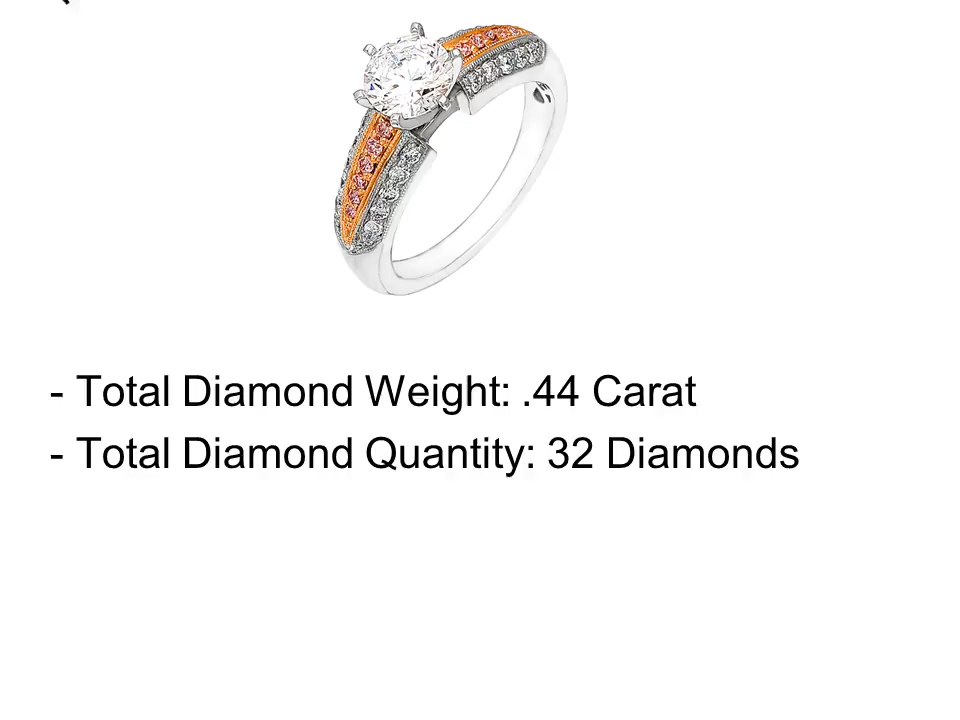 - Total Diamond Weight: .44 Carat
- Total Diamond Quantity: 32 Diamonds